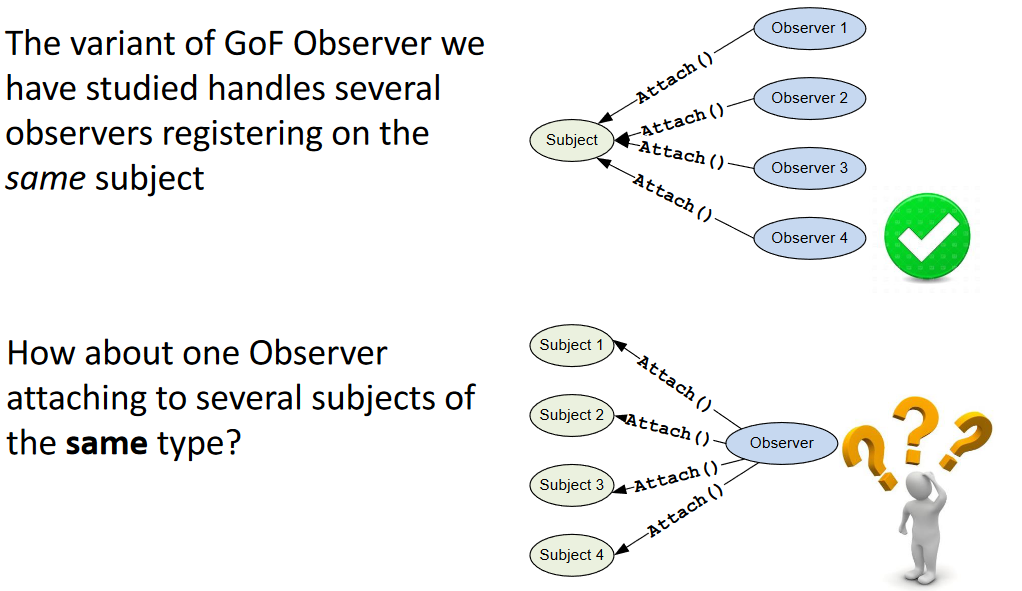 The variant of GoF Observer we
have studied handles several
observers registering on the
same subject
Subject
Attach()
Attach()
Attach()
Attach()
Observer 1
Observer 2
Observer 3
Observer 4
How about one Observer
attaching to several subjects of
the same type?
Subject 1
Subject 2
Subject 3
Subject 4
Attach()
Attach()
Attach()
Attach()
Observer
???